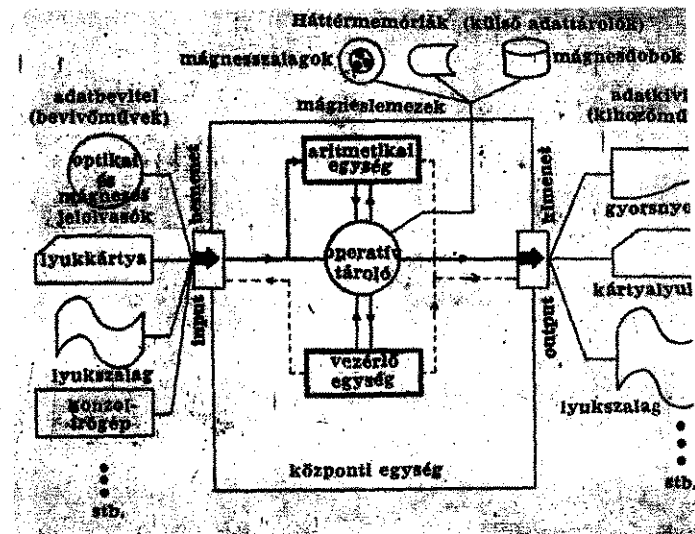 Háttérmemóriák (külső adattárolók)
mágnesszalagok
mágnesdobok
mágneslemezek
adatbevitel
(bevivőművek)
adatkivi
(kihozómű
optikai
és
mágneses
jelolvasók
lyukkártya
lyukszalag
konzol-
írógép
stb.
bemenet
input
aritmetikai
egység
operatív
tároló
vezérlő
egység
központi egység
kimenet
output
gyorsnyo
kártyalyul
lyukszalag
stb.